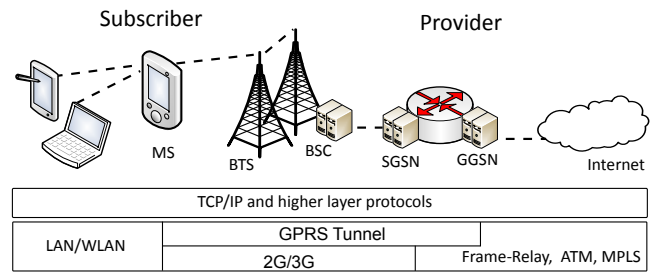 Subscriber
Provider
MS
BTS
BSC
SGSN
GGSN
Internet
TCP/IP and higher layer protocols
LAN/WLAN
GPRS Tunnel
2G/3G
Frame-Relay, ATM, MPLS